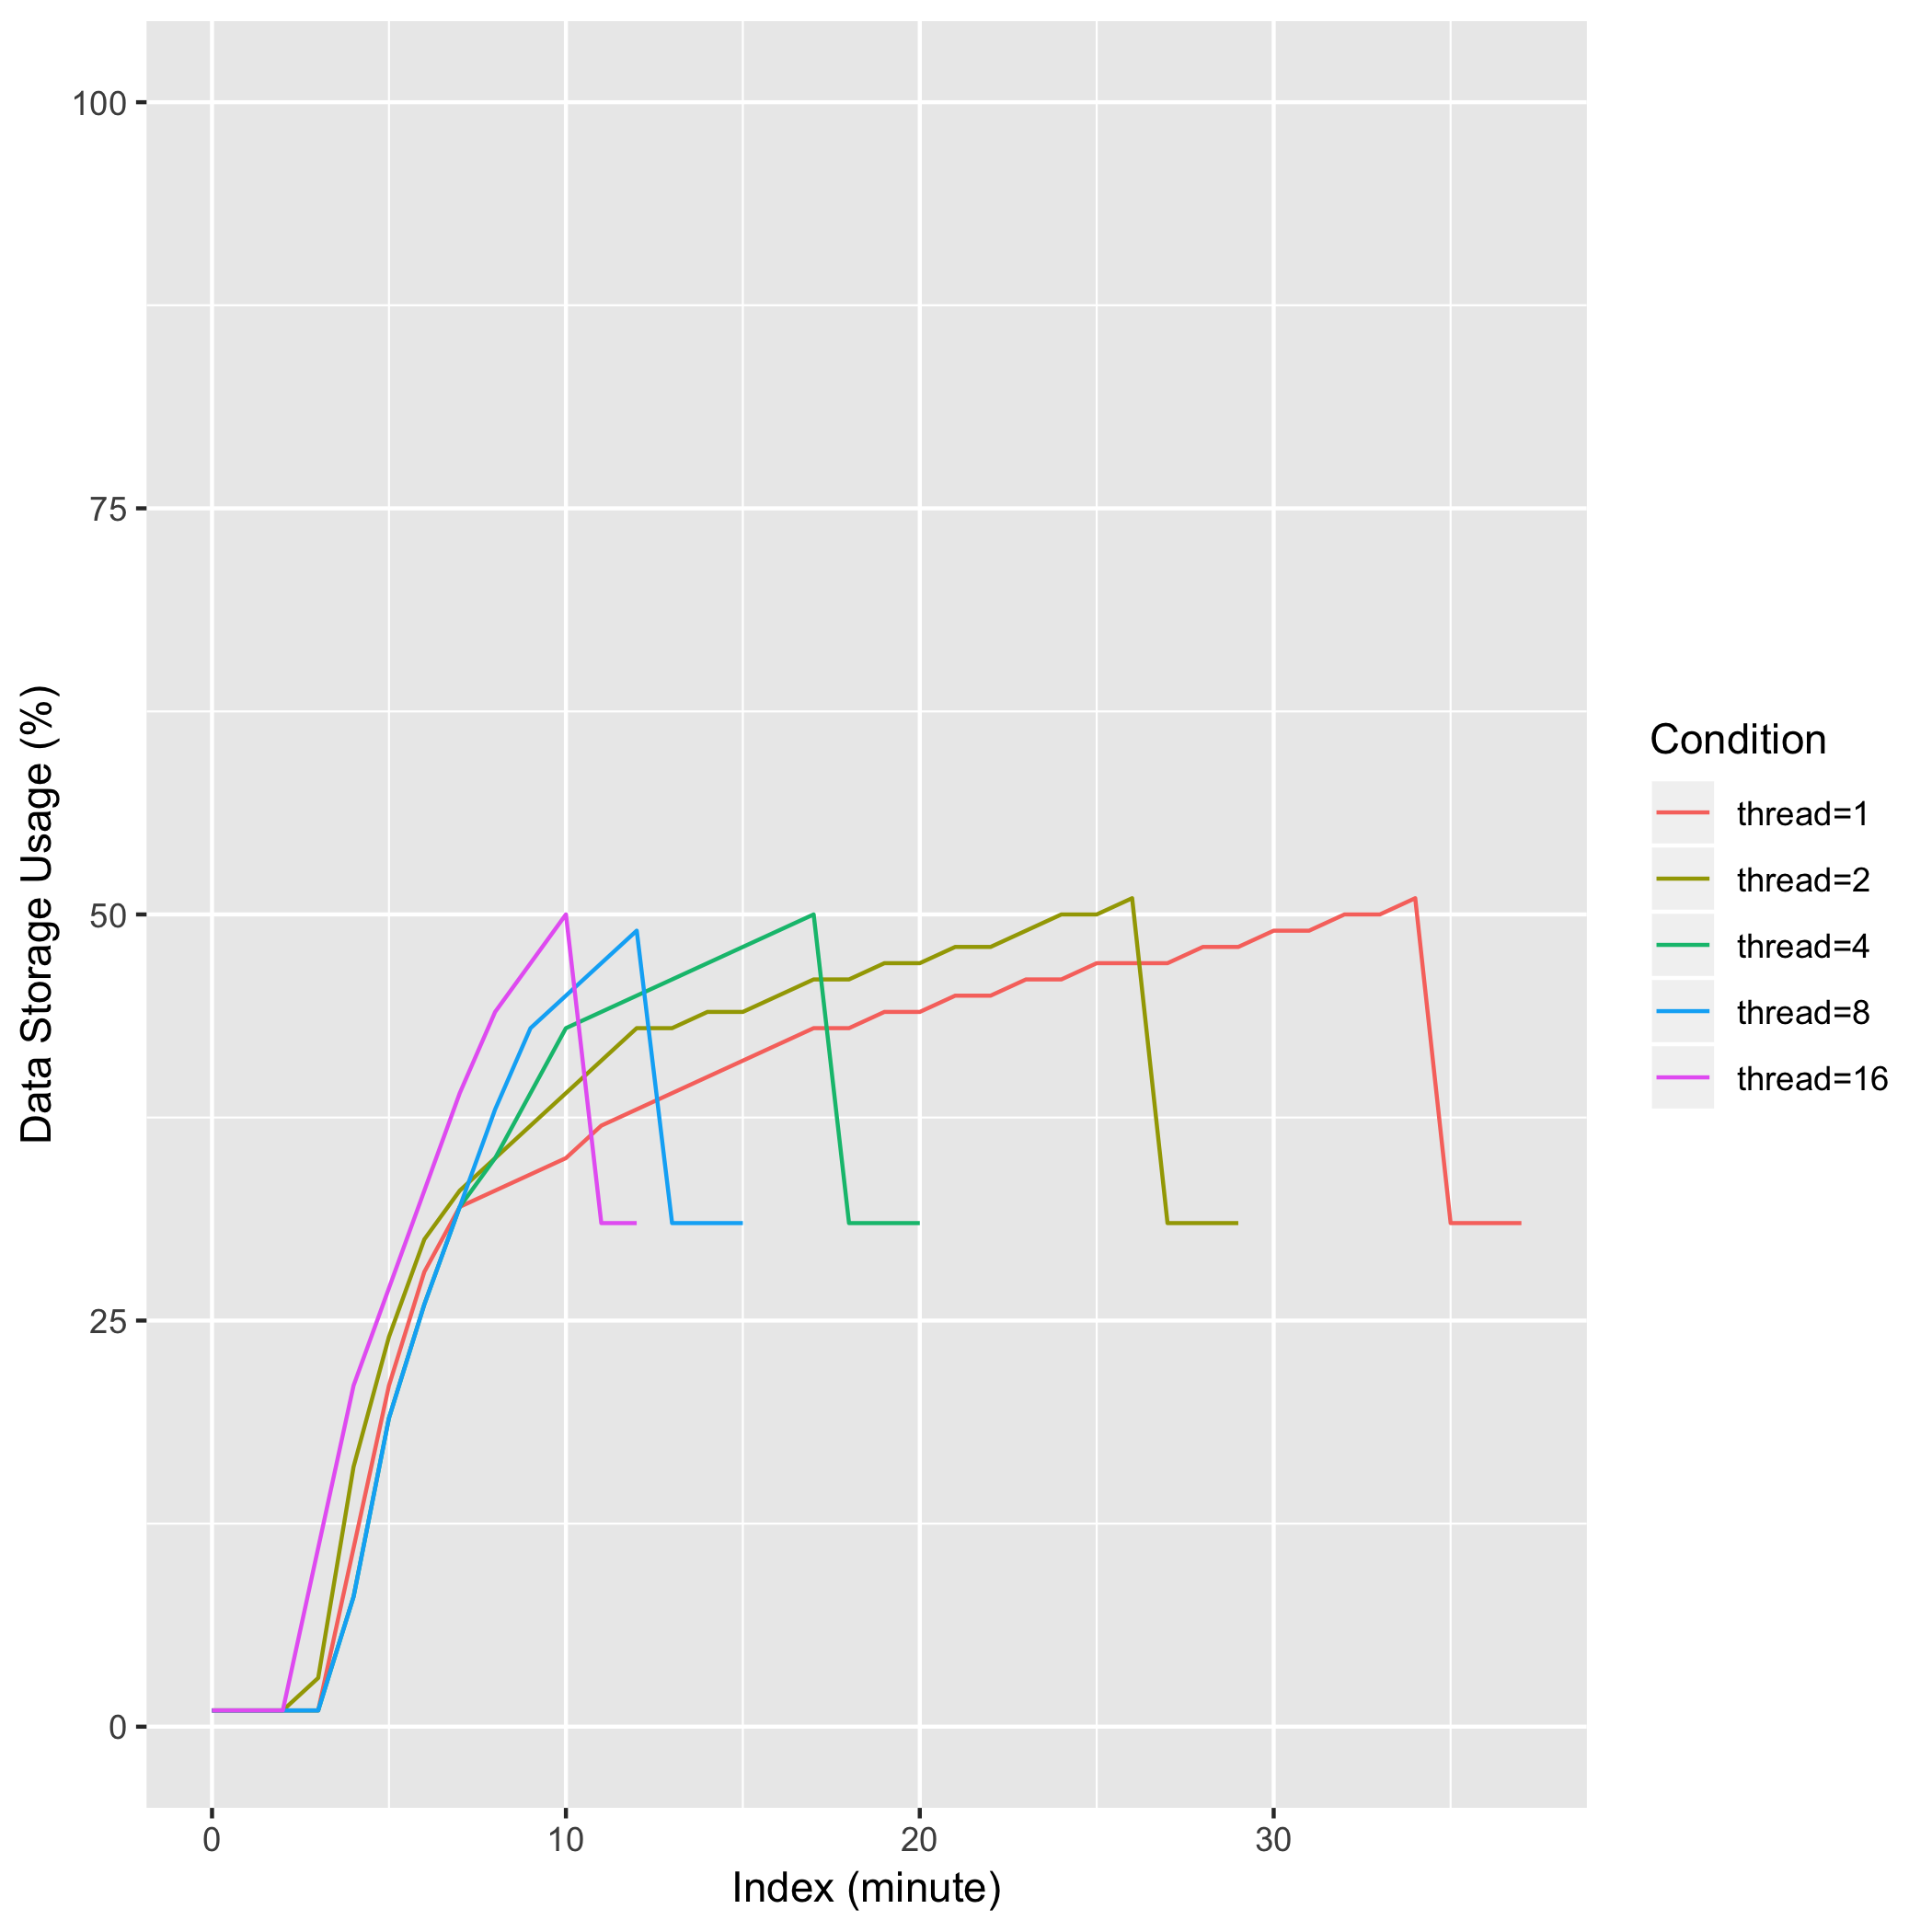 100
75
50
25
0
Data Storage Usage (%)
0 10 20 30
Index (minute)
Condition
thread=1
thread=2
thread=4
thread=8
thread=16